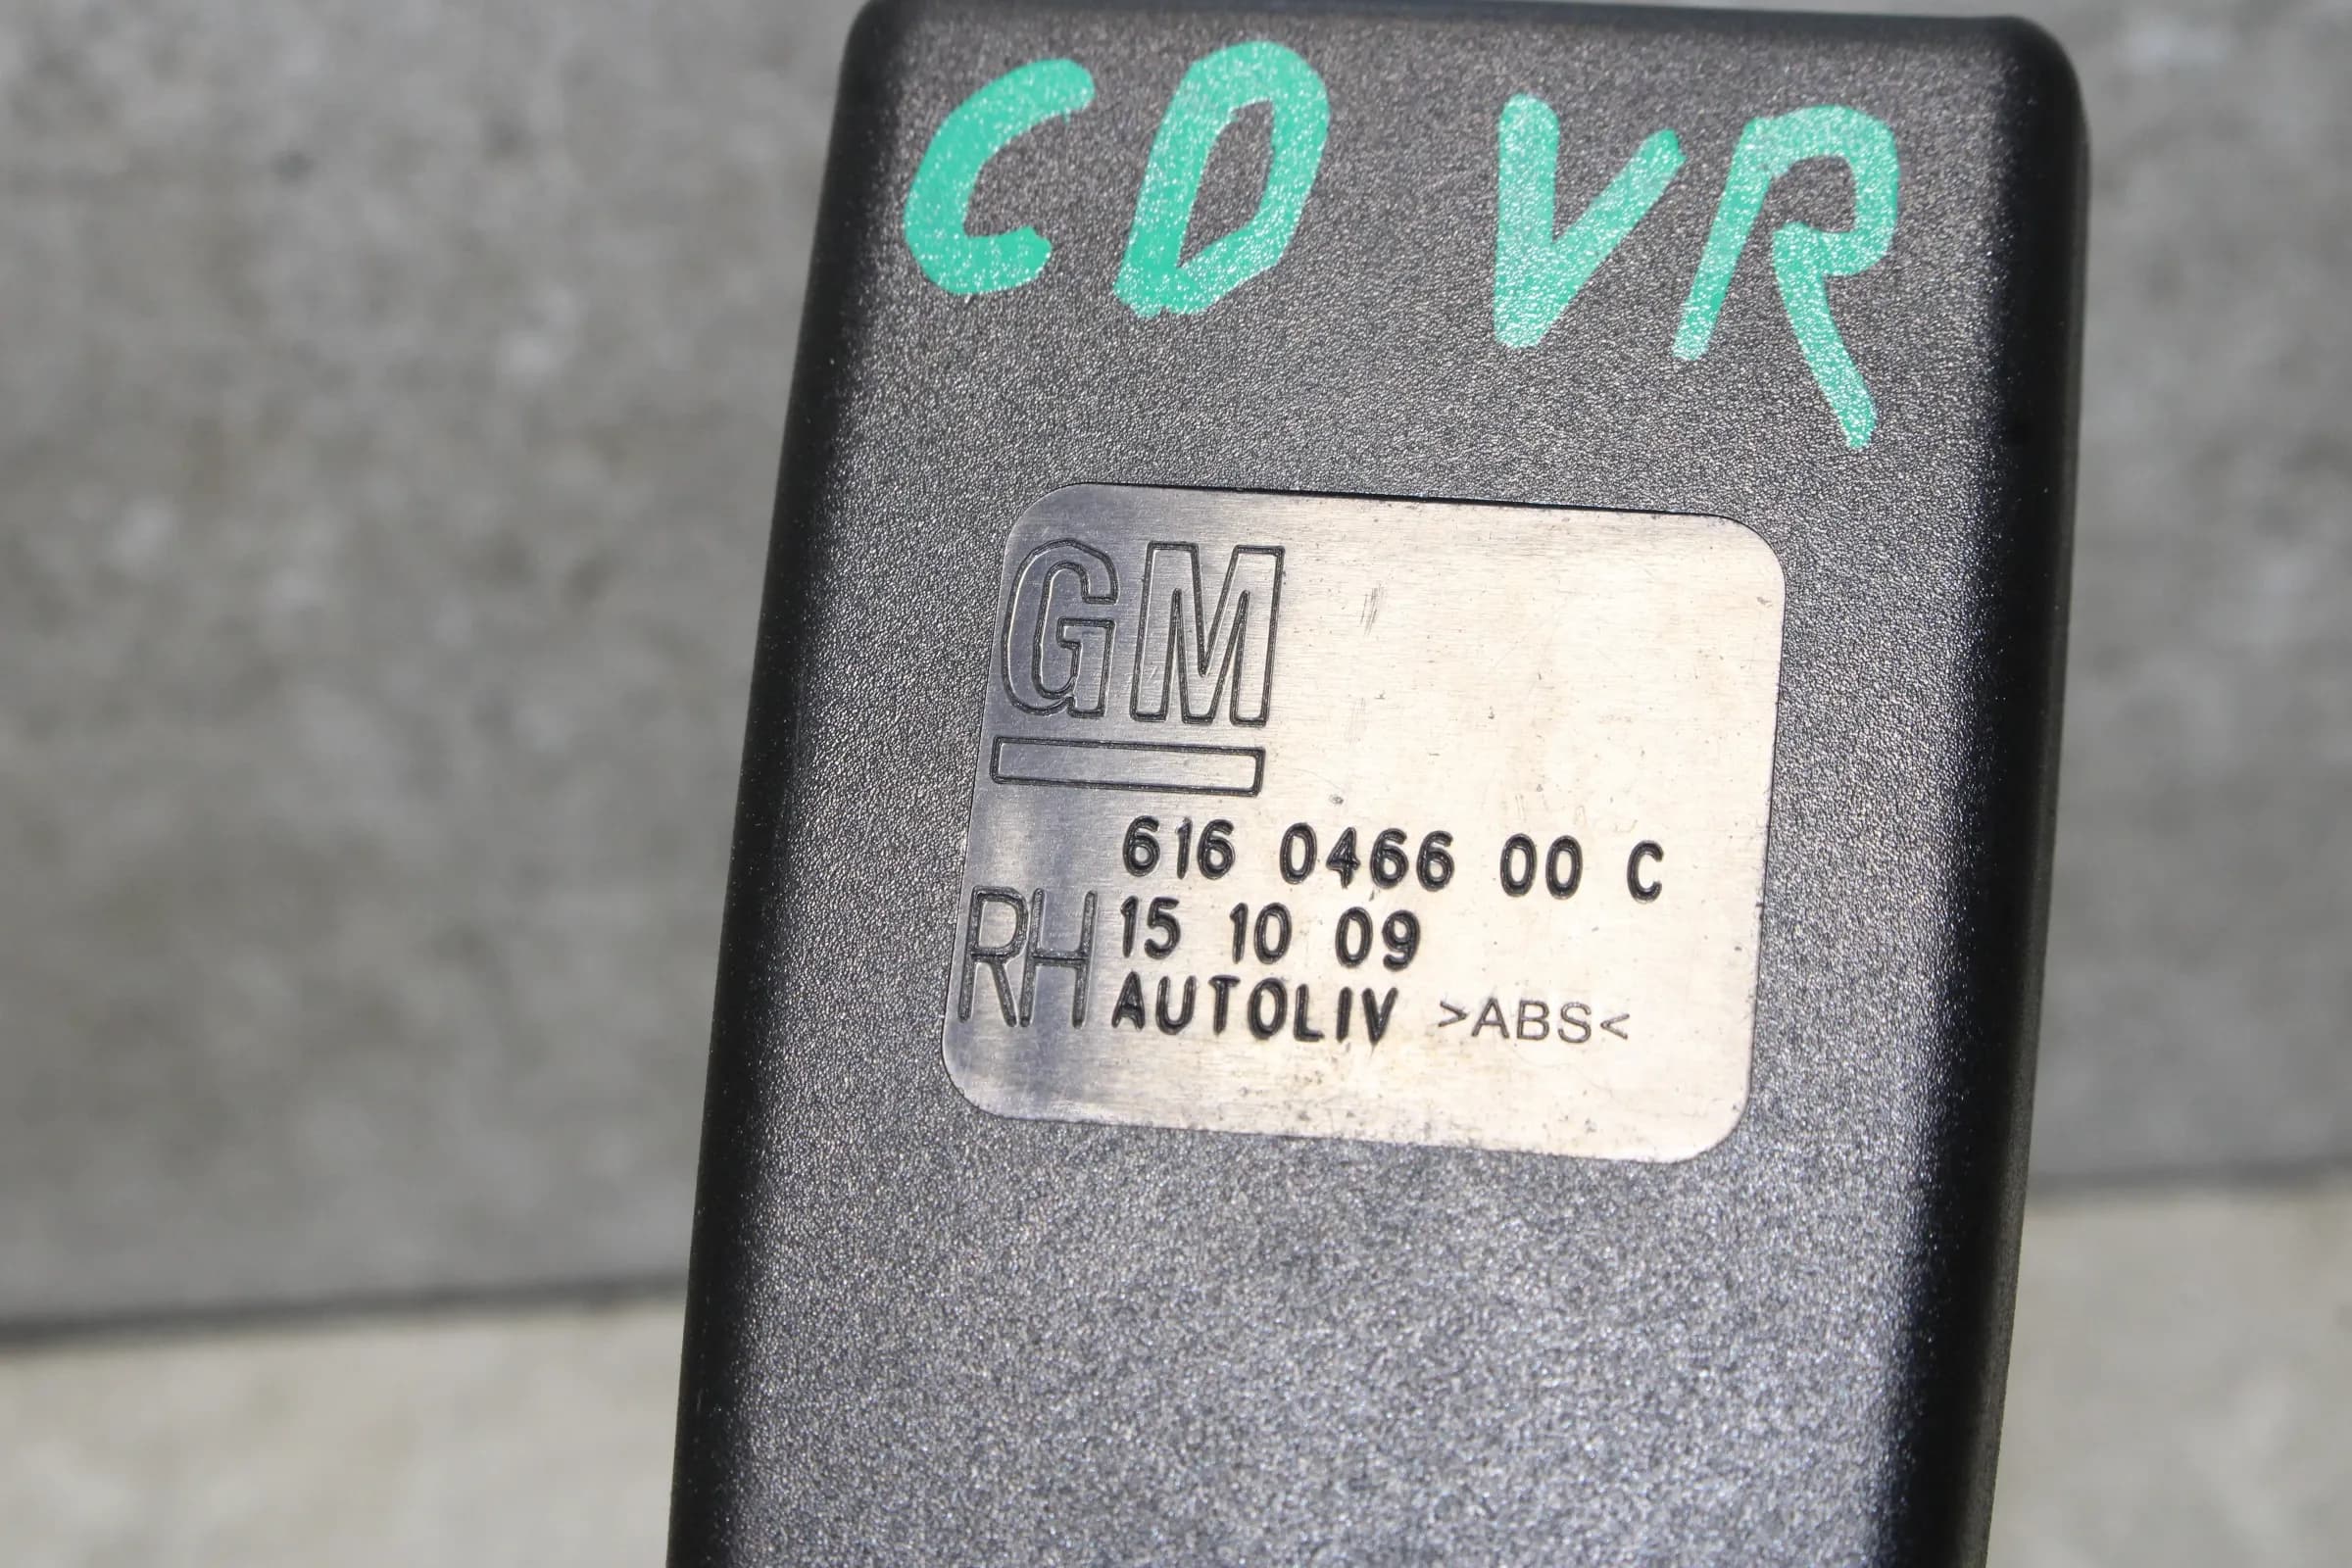 CD VR
GM
616 0466 00 C
RH 15 10 09
AUTOLIV >ABS<